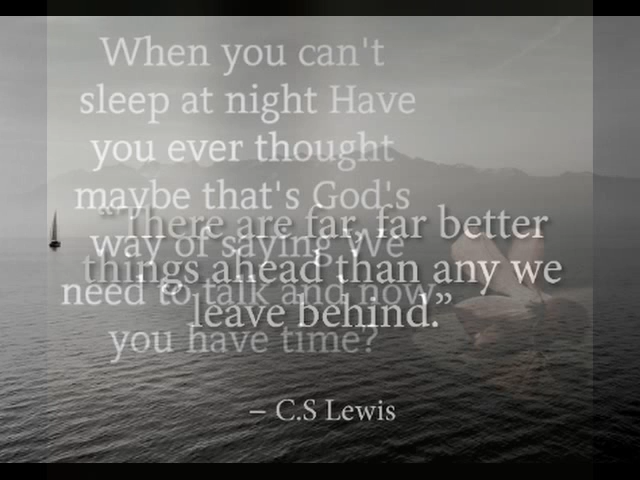 When you can't
sleep at night Have
you ever thought
maybe that's God's
way of saying We
need to talk and now
you have time?
“There are far, far better
things ahead than any we
leave behind.”
– C.S Lewis